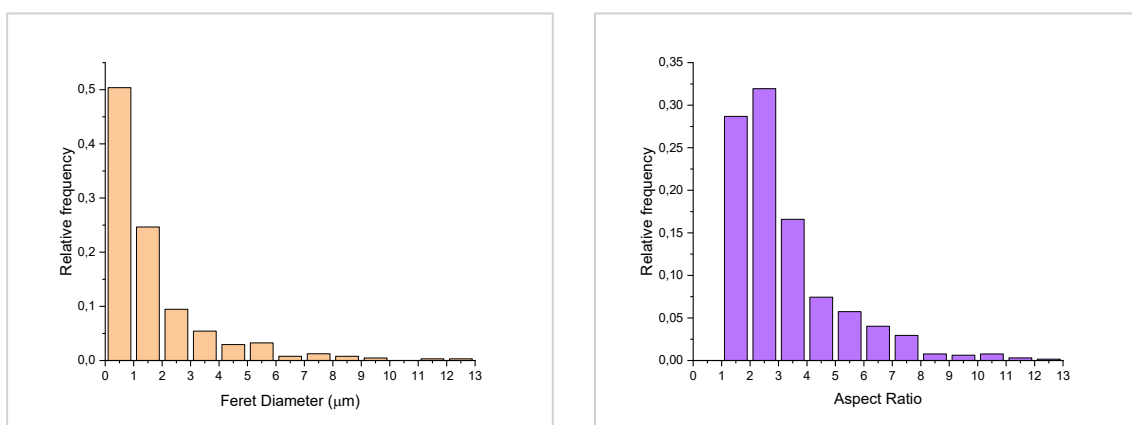 Relative frequency
0,5
0,4
0,3
0,2
0,1
0,0
0 1 2 3 4 5 6 7 8 9 10 11 12 13
Feret Diameter (μm)
Relative frequency
0,35
0,30
0,25
0,20
0,15
0,10
0,05
0,00
0 1 2 3 4 5 6 7 8 9 10 11 12 13
Aspect Ratio